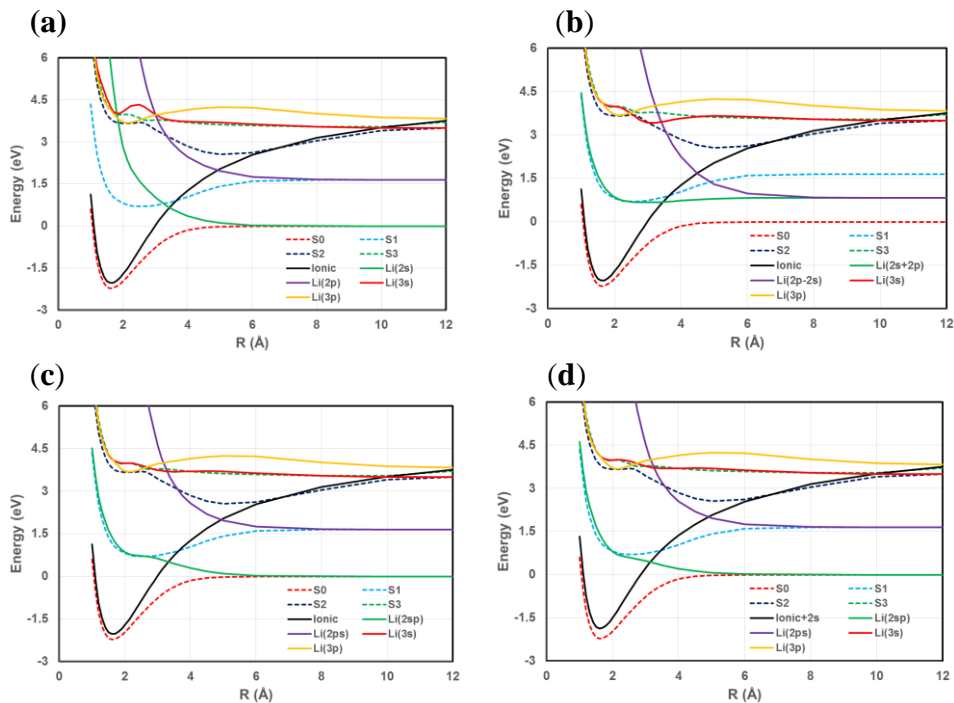 (a)
6
4.5
3
1.5
0
-1.5
-3
Energy (eV)
0 2 4 6 8 10 12
R (Å)
S0 S1
S2 S3
Ionic Li(2s)
Li(2p) Li(3s)
Li(3p)
(b)
6
4.5
3
1.5
0
-1.5
-3
Energy (eV)
0 2 4 6 8 10 12
R (Å)
S0 S1
S2 S3
Ionic Li(2s+2p)
Li(2p-2s) Li(3s)
Li(3p)
(c)
6
4.5
3
1.5
0
-1.5
-3
Energy (eV)
0 2 4 6 8 10 12
R (Å)
S0 S1
S2 S3
Ionic Li(2sp)
Li(2ps) Li(3s)
Li(3p)
(d)
6
4.5
3
1.5
0
-1.5
-3
Energy (eV)
0 2 4 6 8 10 12
R (Å)
S0 S1
S2 S3
Ionic+2s Li(2sp)
Li(2ps) Li(3s)
Li(3p)